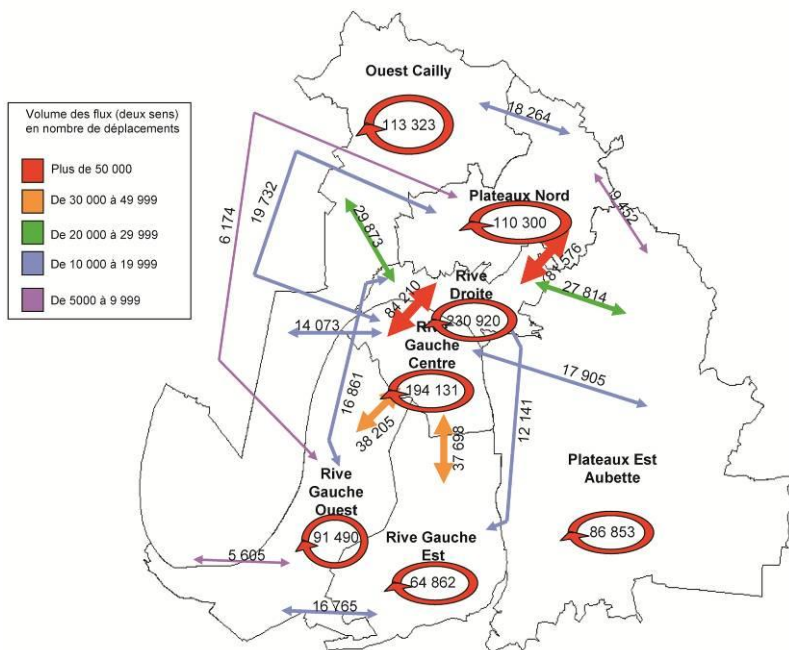 Ouest Cailly
113 323
18 264
Volume des flux (deux sens)
en nombre de déplacements
Plus de 50 000
De 30 000 à 49 999
De 20 000 à 29 999
De 10 000 à 19 999
De 5000 à 9 999
6 174
19 732
29 873
Plateaux Nord
110 300
9 452
81 576
27 814
Rive
Droite
230 920
84 210
14 073
Rive
Gauche
Centre
194 131
16 861
38 205
37 698
17 905
12 141
Plateaux Est
Aubette
86 853
Rive
Gauche
Ouest
91 490
Rive Gauche
Est
64 862
5 605
16 765